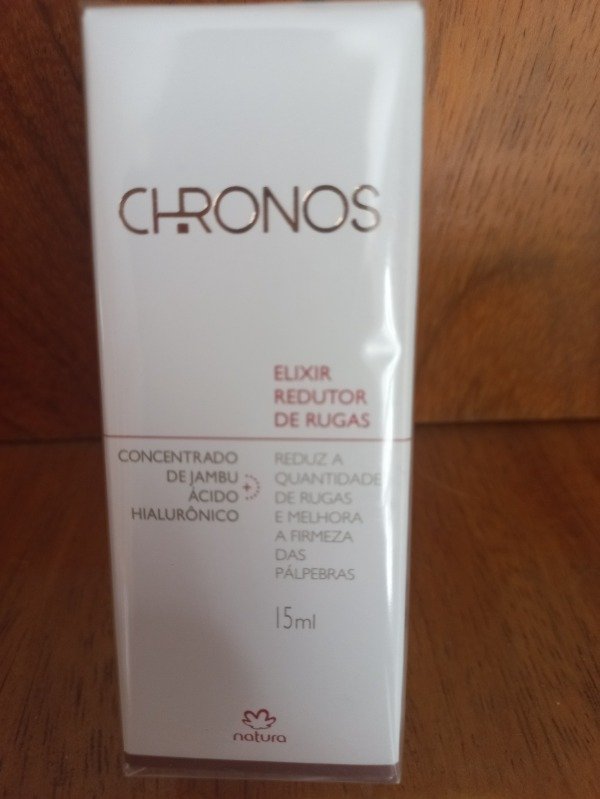 CHRONOS
ELIXIR
REDUTOR
DE RUGAS
CONCENTRADO
DE JAMBU
+
ÁCIDO
HIALURÔNICO
REDUZ A
QUANTIDADE
DE RUGAS
E MELHORA
A FIRMEZA
DAS
PÁLPEBRAS
15ml
natura